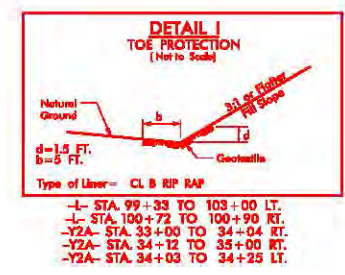 DETAIL 1
TOE PROTECTION
( Not to Scale)
Natural
Ground
b
3:1 or Flatter
Fill Slope
d
d=1.5 FT.
b=5 FT.
Geotextile
Type of Liner= CL B RIP RAP
-L- STA. 99+33 TO 103+00 LT.
-L- STA. 100+72 TO 100+90 RT.
-Y2A- STA. 33+00 TO 34+04 RT.
-Y2A- STA. 34+12 TO 35+00 RT.
-Y2A- STA. 34+03 TO 34+25 LT.